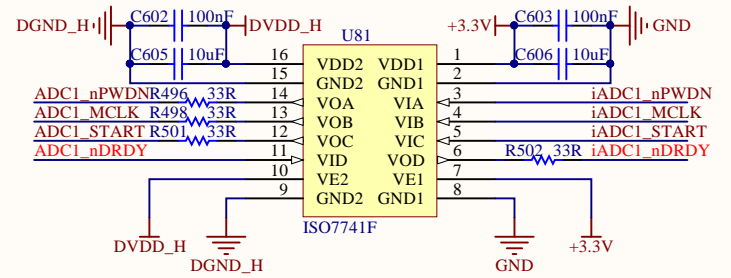 C602 100nF C603 100nF
DGND_H DVDD_H +3.3V GND
C605 10uF U81 C606 10uF
16 VDD2 VDD1 1
15 GND2 GND1 2
ADC1_nPWDN R496 33R 14 VOA VIA 3 iADC1_nPWDN
ADC1_MCLK R498 33R 13 VOB VIB 4 iADC1_MCLK
ADC1_START R501 33R 12 VOC VIC 5 iADC1_START
ADC1_nDRDY 11 VID VOD 6 R502 33R iADC1_nDRDY
10 VE2 VE1 7
9 GND2 GND1 8
ISO7741F
DVDD_H +3.3V
DGND_H GND